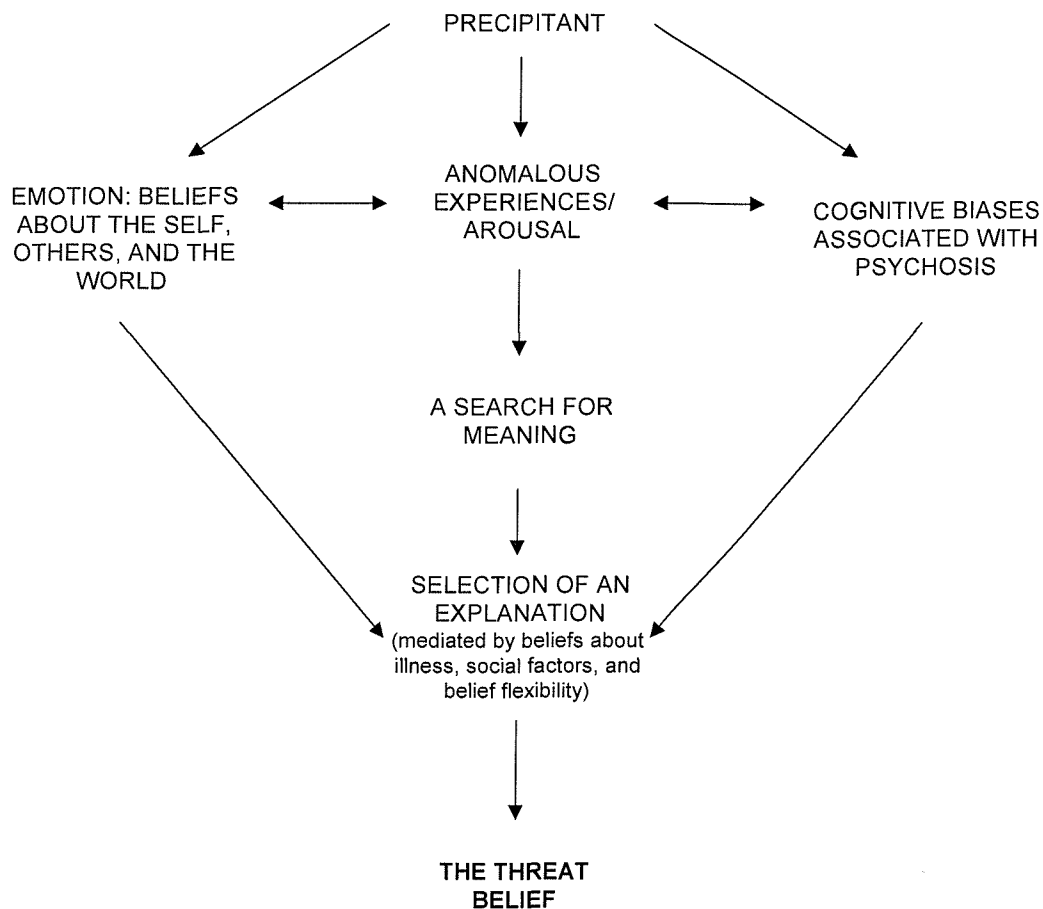 PRECIPITANT
EMOTION: BELIEFS
ABOUT THE SELF,
OTHERS, AND THE
WORLD
ANOMALOUS
EXPERIENCES/
AROUSAL
COGNITIVE BIASES
ASSOCIATED WITH
PSYCHOSIS
A SEARCH FOR
MEANING
SELECTION OF AN
EXPLANATION
(mediated by beliefs about
illness, social factors, and
belief flexibility)
THE THREAT
BELIEF